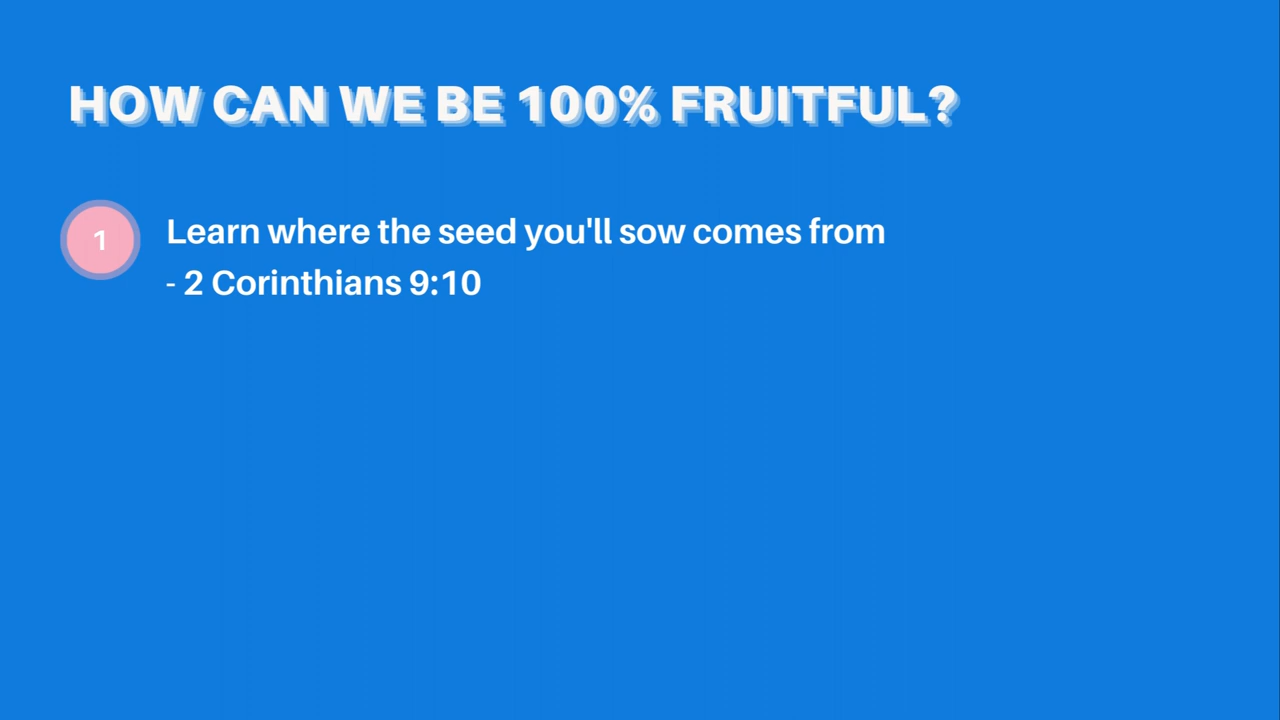 HOW CAN WE BE 100% FRUITFUL?
1
Learn where the seed you'll sow comes from
- 2 Corinthians 9:10